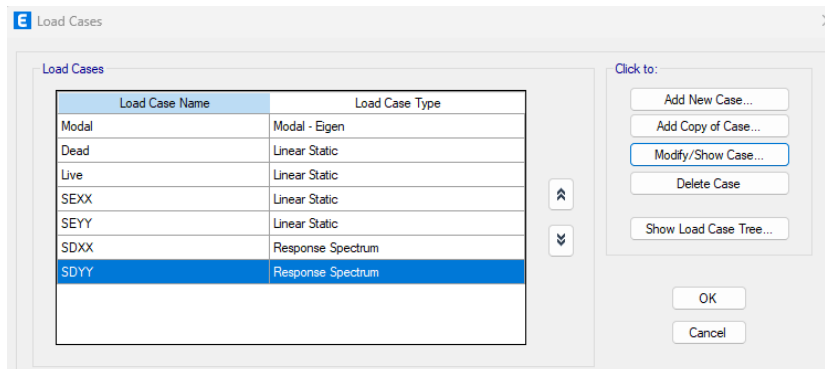 E Load Cases
Load Cases
Load Case Name Load Case Type
Modal Modal - Eigen
Dead Linear Static
Live Linear Static
SEXX Linear Static
SEYY Linear Static
SDXX Response Spectrum
SDYY Response Spectrum
Click to:
Add New Case...
Add Copy of Case...
Modify/Show Case...
Delete Case
Show Load Case Tree...
OK
Cancel